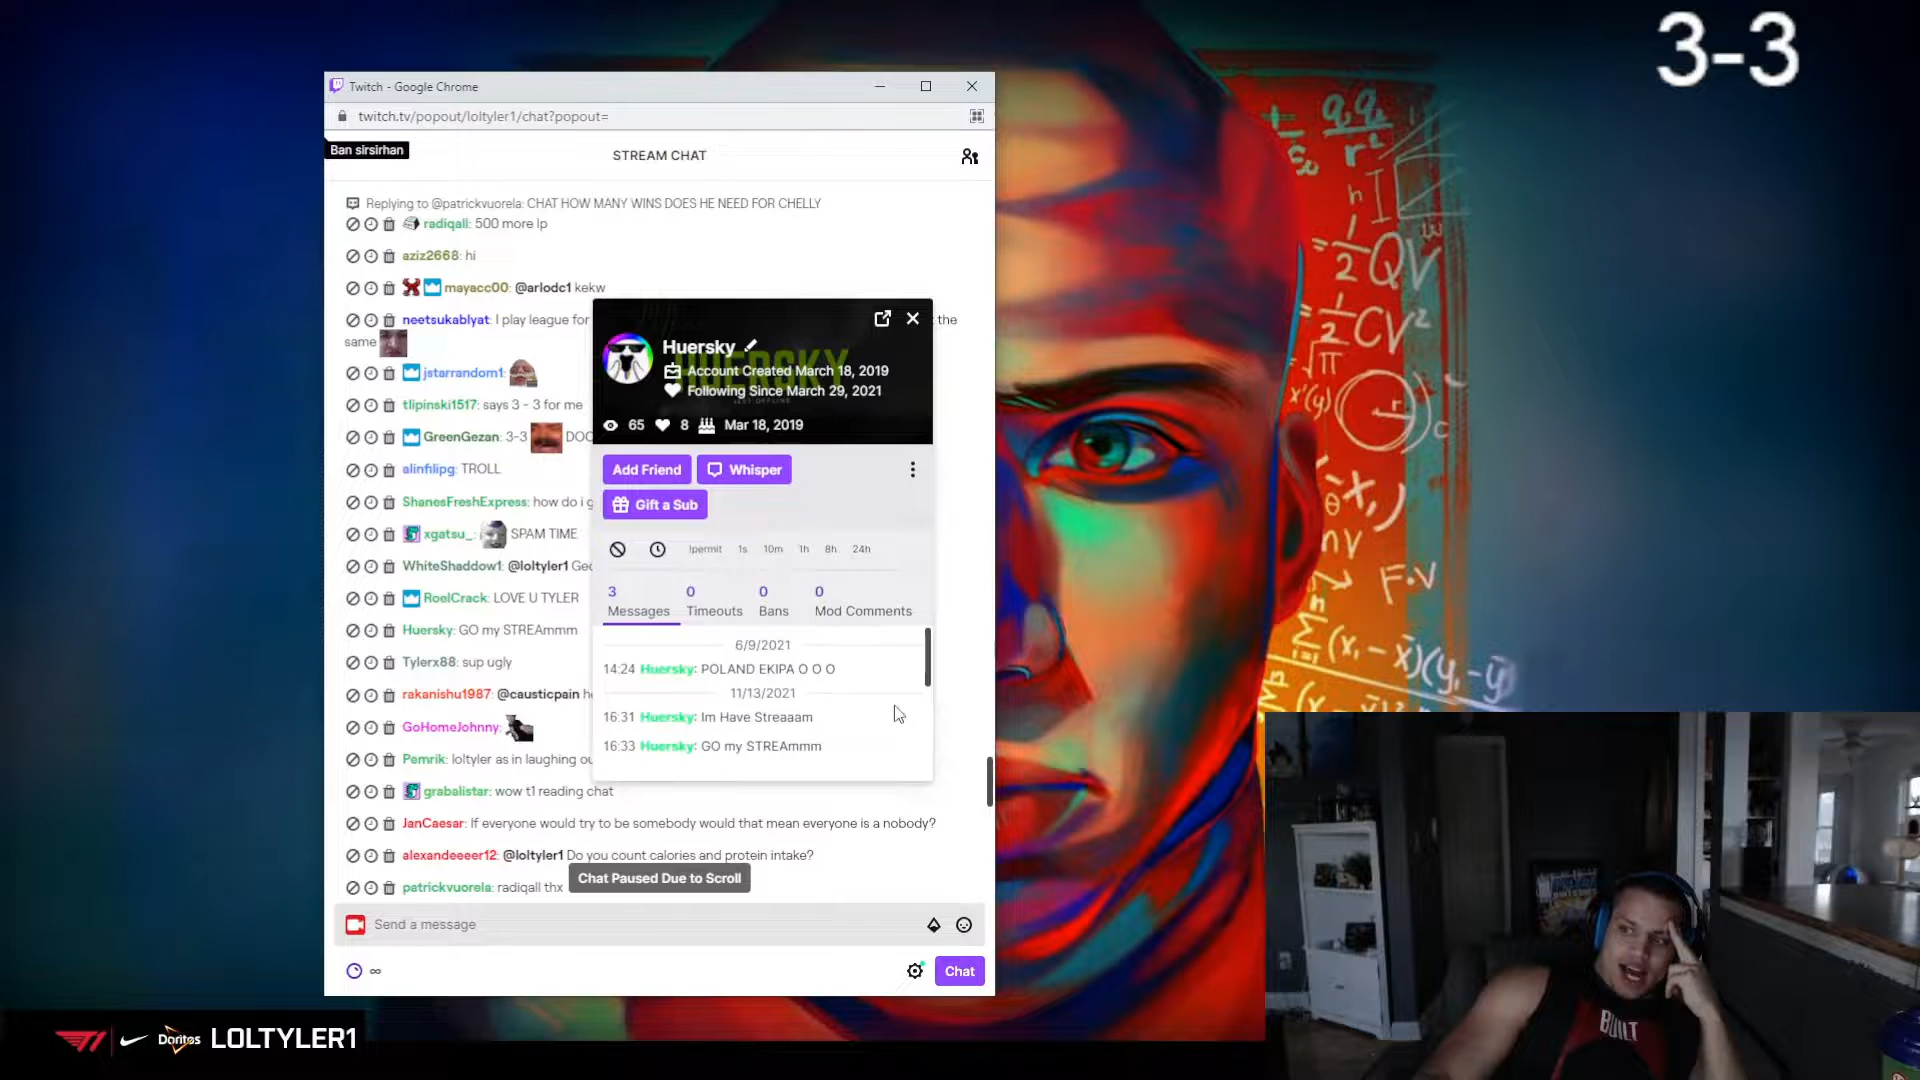 3-3
Twitch - Google Chrome
twitch.tv/popout/loltyler1/chat?popout=
Ban sirsirhan
STREAM CHAT
Replying to @patrickvuorela: CHAT HOW MANY WINS DOES HE NEED FOR CHELLY
radiqall: 500 more lp
aziz2668: hi
mayacc00: @arlodc1 kekw
neetsukablyat: I play league for
the
same
jstarrandom1:
tlipinski1517: says 3 - 3 for me
GreenGezan: 3-3
alinfilipg: TROLL
ShanesFreshExpress: how do i g
xgatsu_: SPAM TIME
WhiteShadow1: @loltyler1
RoelCrack: LOVE U TYLER
Huersky: GO my STREAmmm
Tylerx88: sup ugly
rakanishu1987: @causticpain
GoHomeJohnny:
Pemrik: loltyler as in laughing ou
grabalistar: wow t1 reading chat
JanCaesar: If everyone would try to be somebody would that mean everyone is a nobody?
alexandeeeer12: @loltyler1 Do you count calories and protein intake?
patrickvuorela: radiqall thx
Chat Paused Due to Scroll
Send a message
∞
Chat
Huersky
HUERSKY
Account Created March 18, 2019
Following Since March 29, 2021
65 8 Mar 18, 2019
Add Friend
Whisper
Gift a Sub
!permit 1s 10m 1h 8h 24h
3 0 0 0
Messages Timeouts Bans Mod Comments
6/9/2021
14:24 Huersky: POLAND EKIPA O O O
11/13/2021
16:31 Huersky: Im Have Streaaam
16:33 Huersky: GO my STREAmmm
T1
Doritos
LOLTYLER1
BUILT